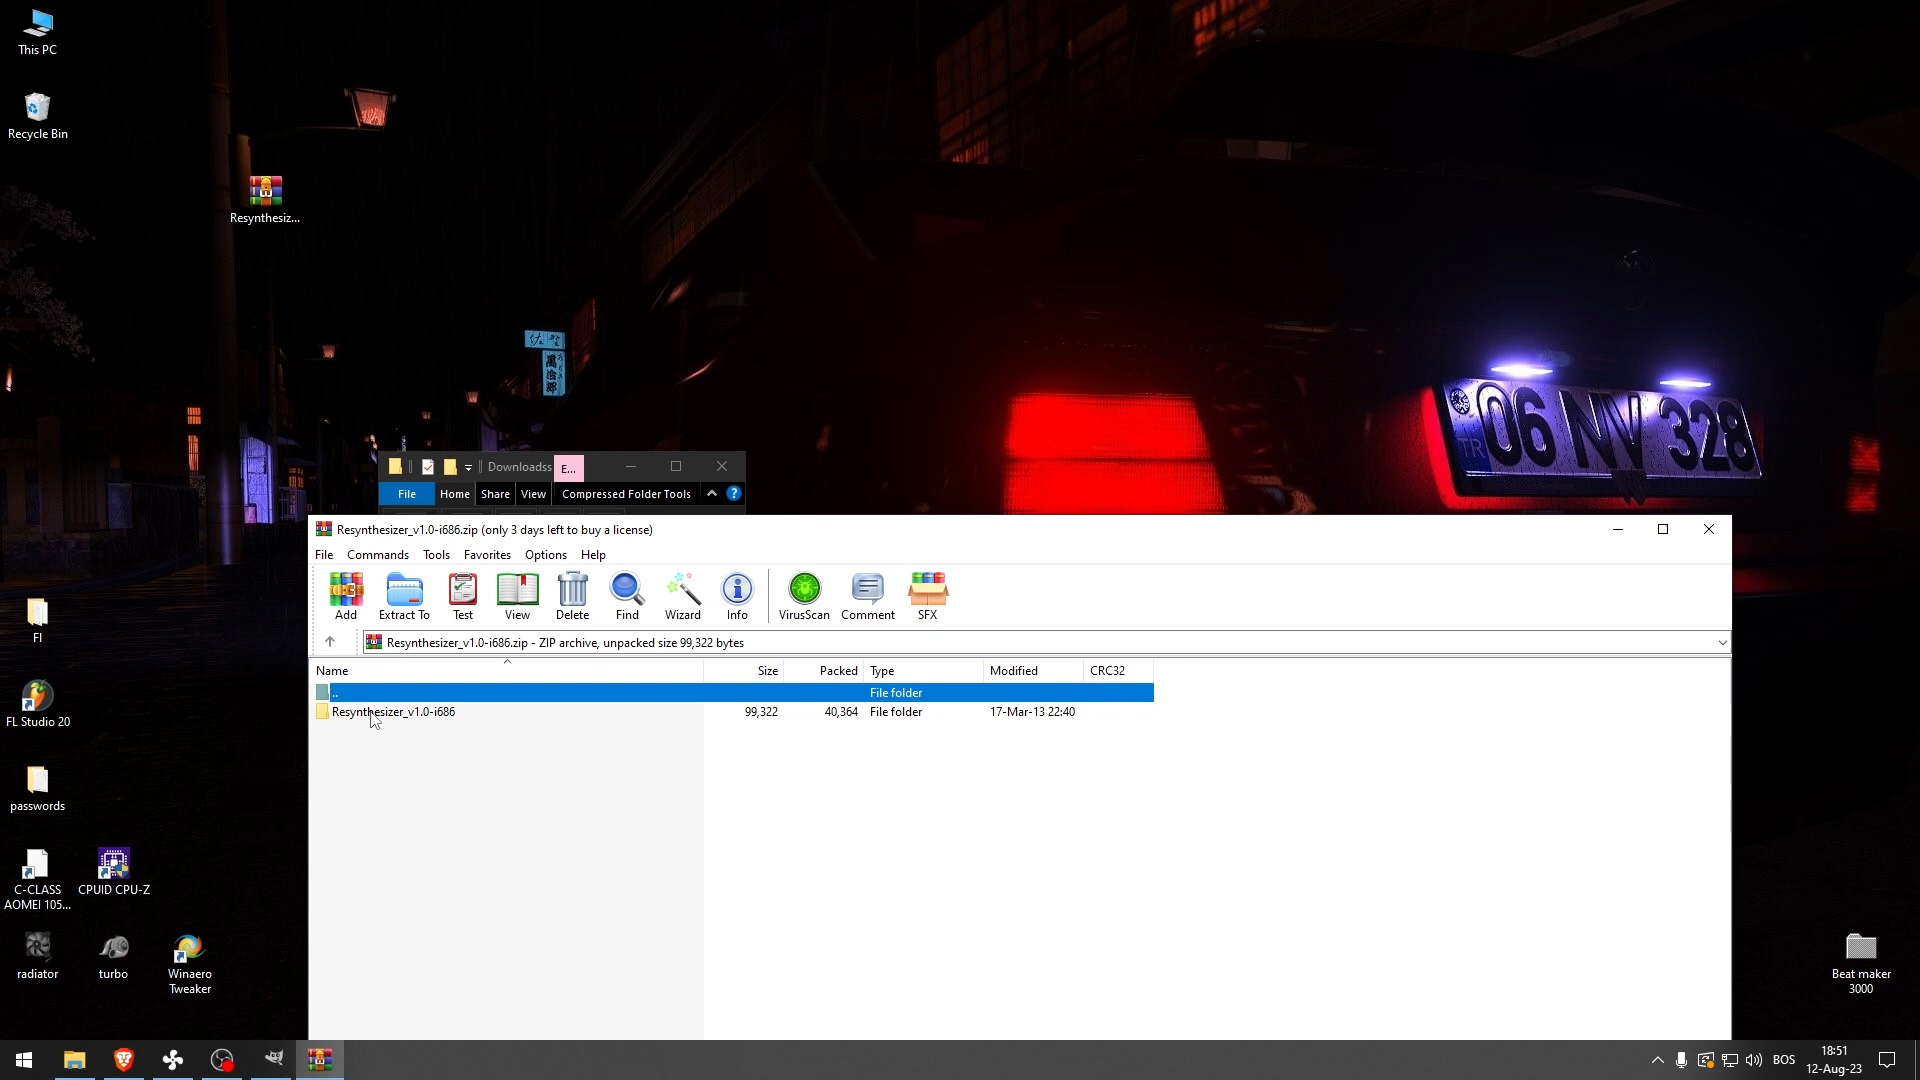 This PC
Recycle Bin
Resynthesiz...
06 NV 328
TR
Downloadss
E...
File Home Share View Compressed Folder Tools
Resynthesizer_v1.0-i686.zip (only 3 days left to buy a license)
File Commands Tools Favorites Options Help
Add Extract To Test View Delete Find Wizard Info VirusScan Comment SFX
Resynthesizer_v1.0-i686.zip - ZIP archive, unpacked size 99,322 bytes
Name Size Packed Type Modified CRC32
.. File folder
Resynthesizer_v1.0-i686 99,322 40,364 File folder 17-Mar-13 22:40
Fl
FL Studio 20
passwords
C-CLASS
AOMEI 105...
CPUID CPU-Z
radiator
turbo
Winaero
Tweaker
Beat maker
3000
BOS
18:51
12-Aug-23